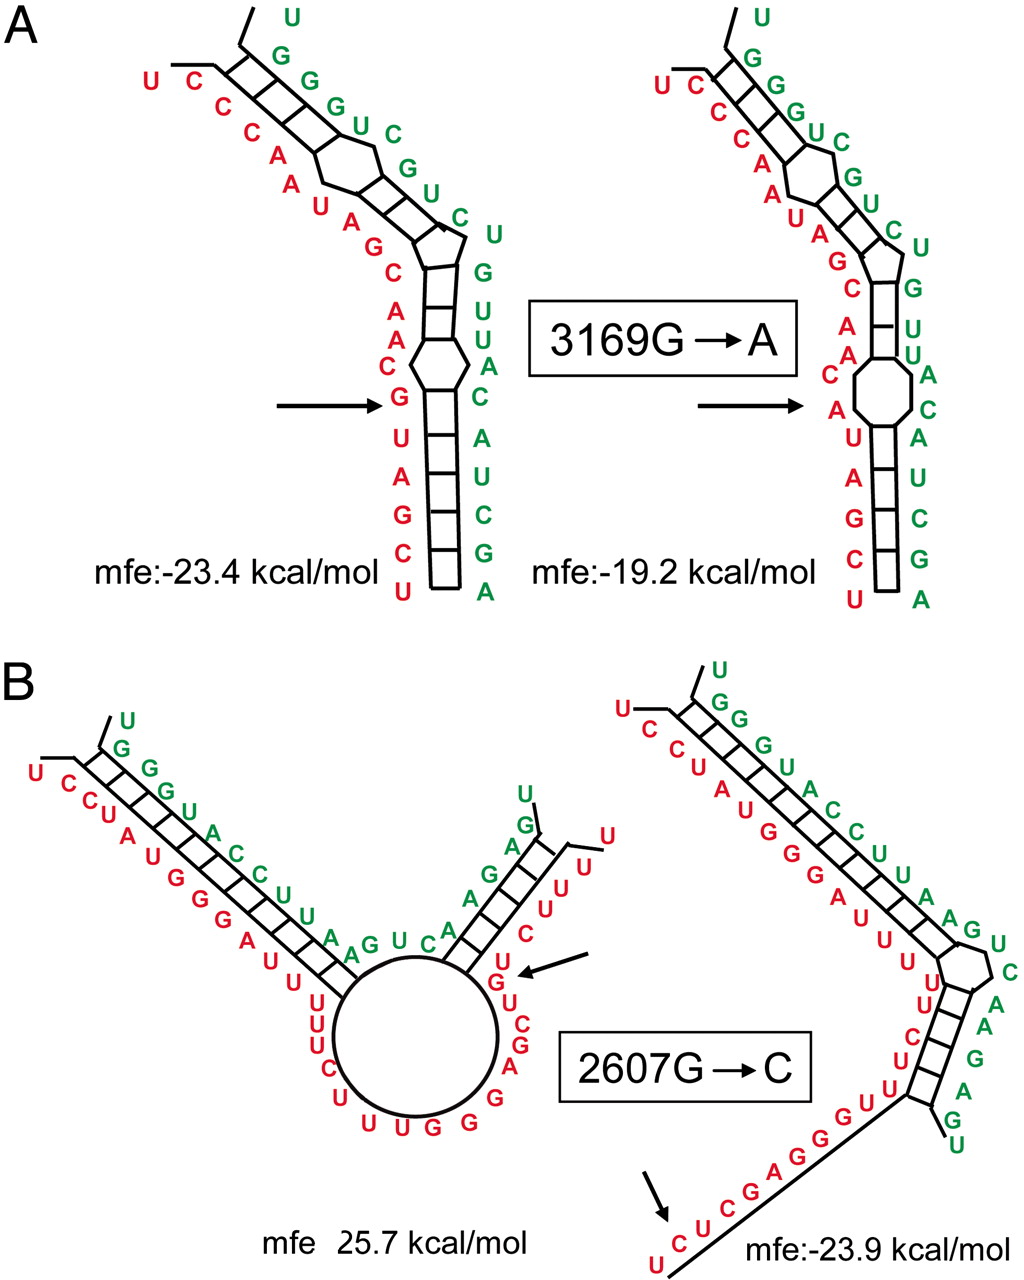 A
U G G G U C G U C U G U U A C A U C G A
U C C C A A U A G C A A C G U A G C U
mfe:-23.4 kcal/mol
3169G→A
U G G G U C G U C U G U U A C A U C G A
U C C C A A U A G C A A C A U A G C U
mfe:-19.2 kcal/mol
B
U G G G U A C C U U A A G U C A A G A G U
U C C U A U G G G A U U U U U C U U U G G G A G C U G U C U U U U
mfe 25.7 kcal/mol
2607G→C
U G G G U A C C U U A A G U C A A G A G U
U C C U A U G G G A U U U U U C U U U G G G A G C U C U
mfe:-23.9 kcal/mol